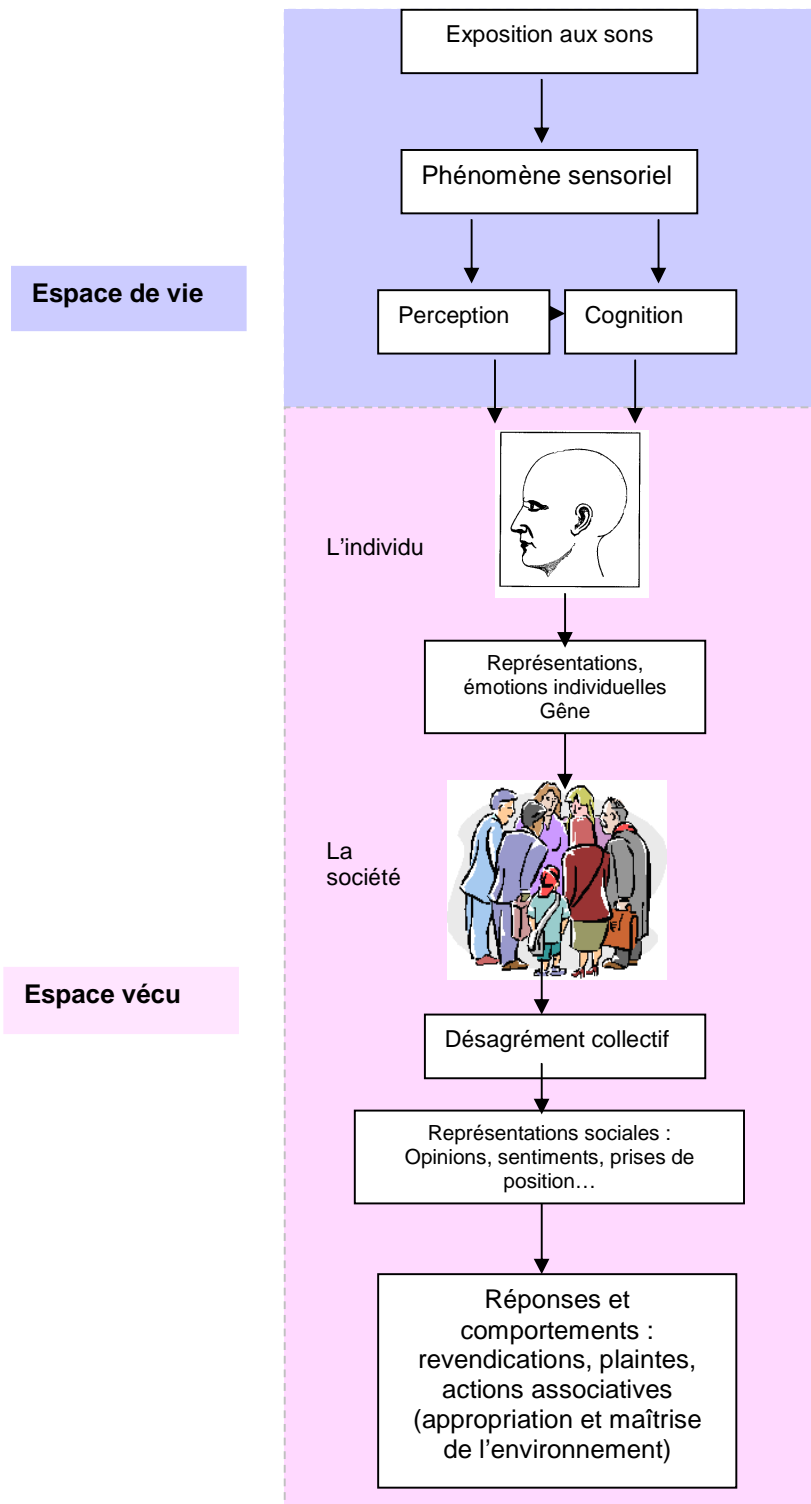 Exposition aux sons
Phénomène sensoriel
Espace de vie
Perception
Cognition
L'individu
Représentations,
émotions individuelles
Gêne
La
société
Espace vécu
Désagrément collectif
Représentations sociales :
Opinions, sentiments, prises de
position…
Réponses et
comportements :
revendications, plaintes,
actions associatives
(appropriation et maîtrise
de l'environnement)